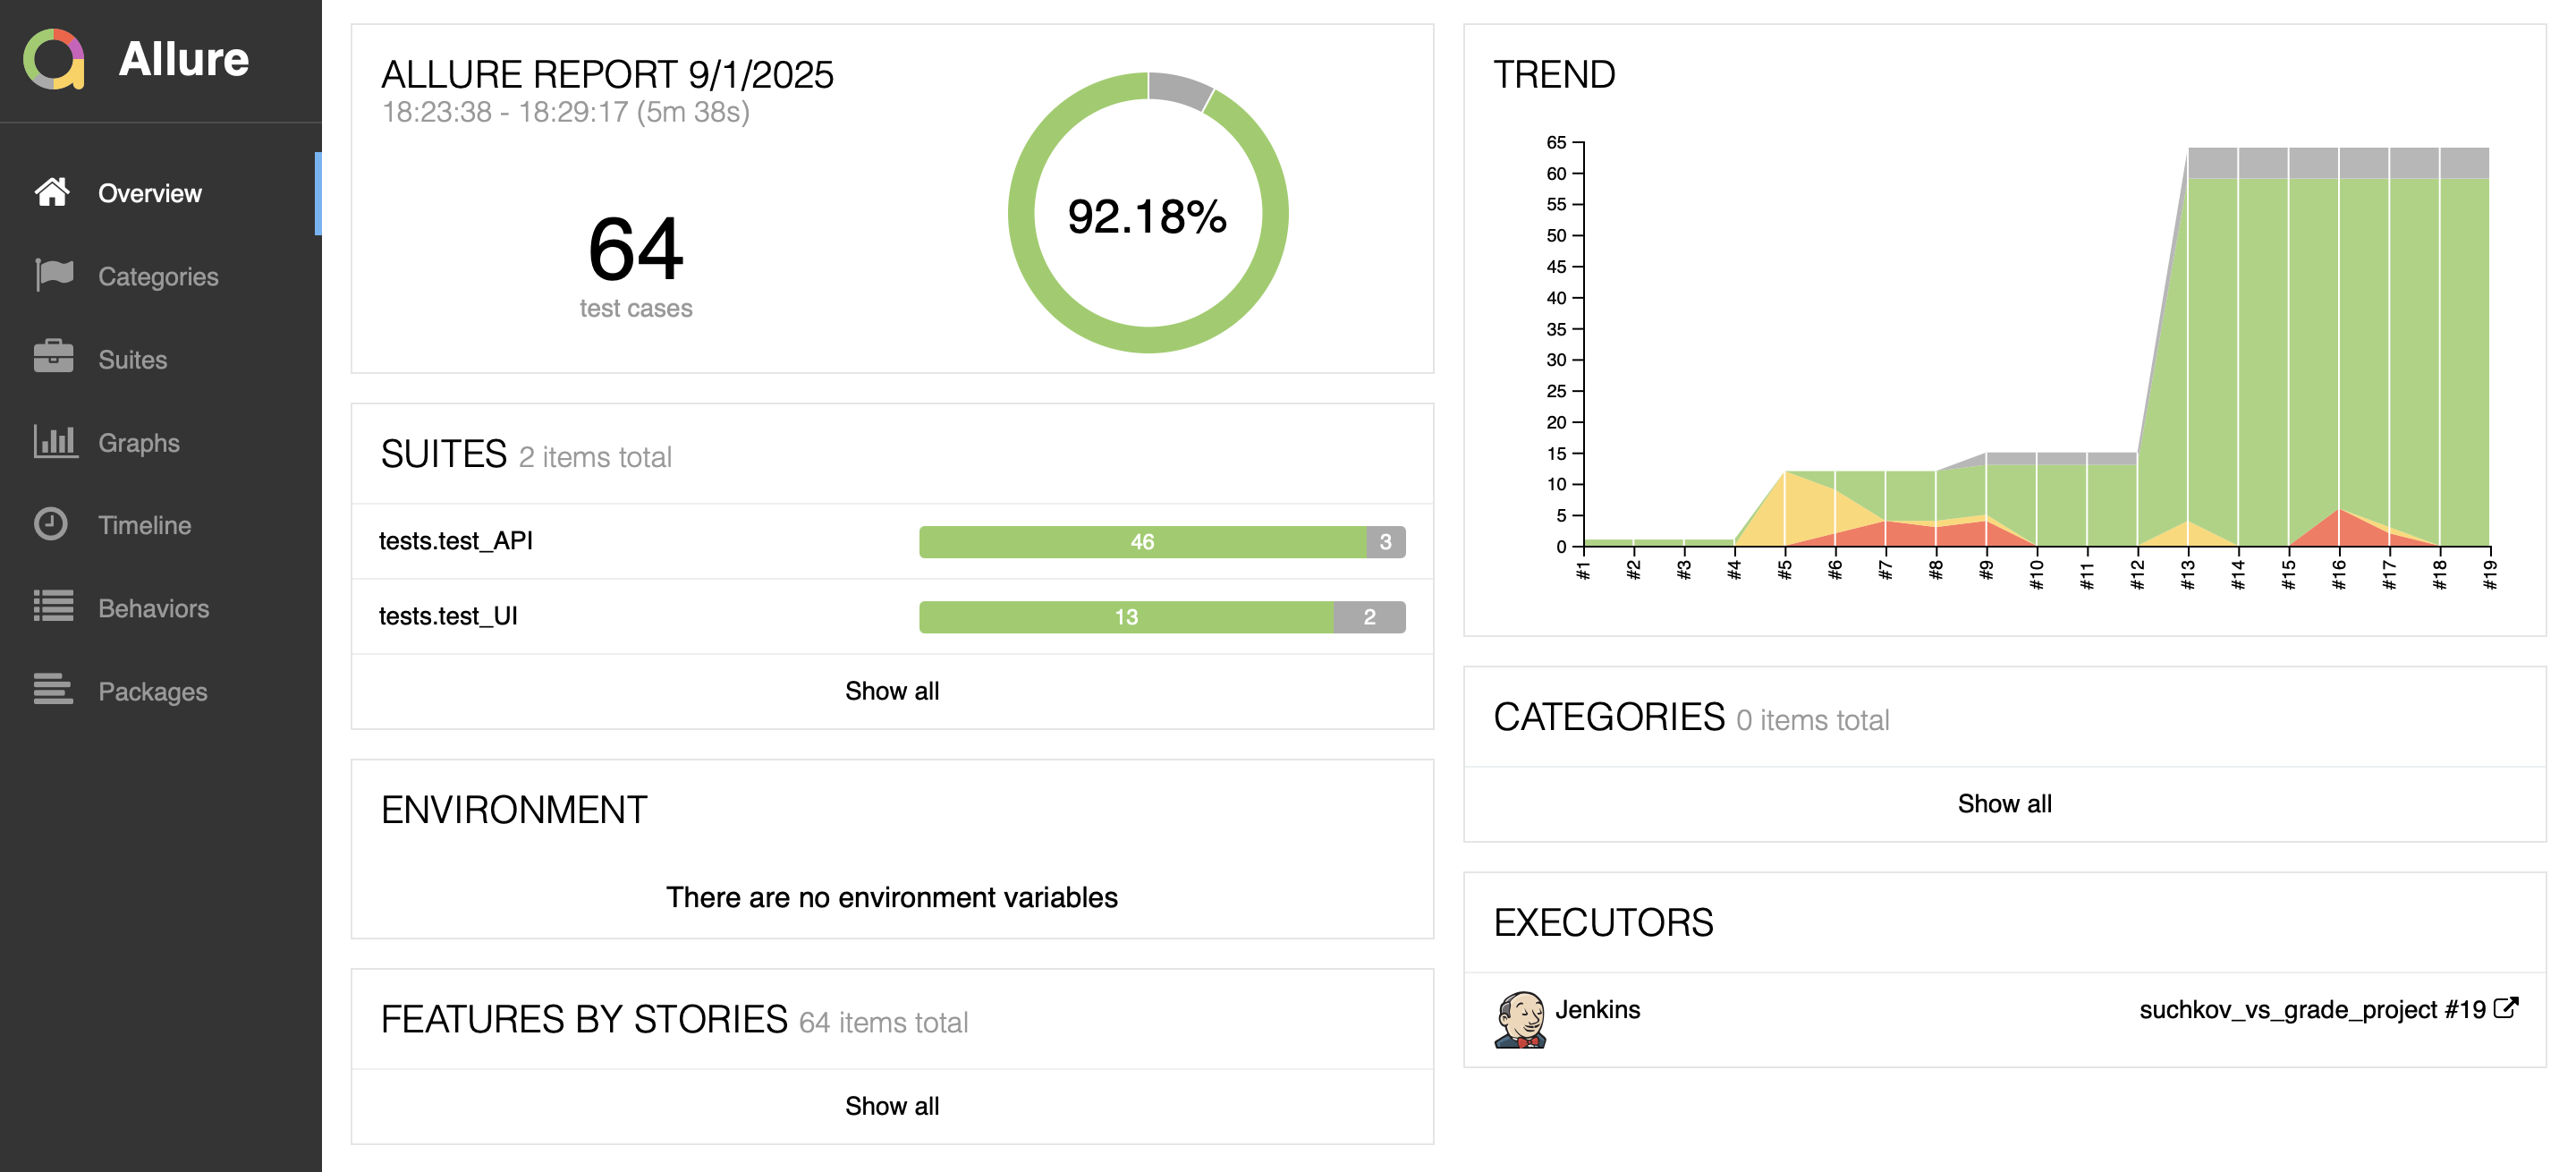 Allure
Overview
Categories
Suites
Graphs
Timeline
Behaviors
Packages
ALLURE REPORT 9/1/2025
18:23:38 - 18:29:17 (5m 38s)
64
test cases
92.18%
SUITES 2 items total
tests.test_API 46 3
tests.test_UI 13 2
Show all
ENVIRONMENT
There are no environment variables
FEATURES BY STORIES 64 items total
Show all
TREND
65
60
55
50
45
40
35
30
25
20
15
10
5
0
#1 #2 #3 #4 #5 #6 #7 #8 #9 #10 #11 #12 #13 #14 #15 #16 #17 #18 #19
CATEGORIES 0 items total
Show all
EXECUTORS
Jenkins suchkov_vs_grade_project #19